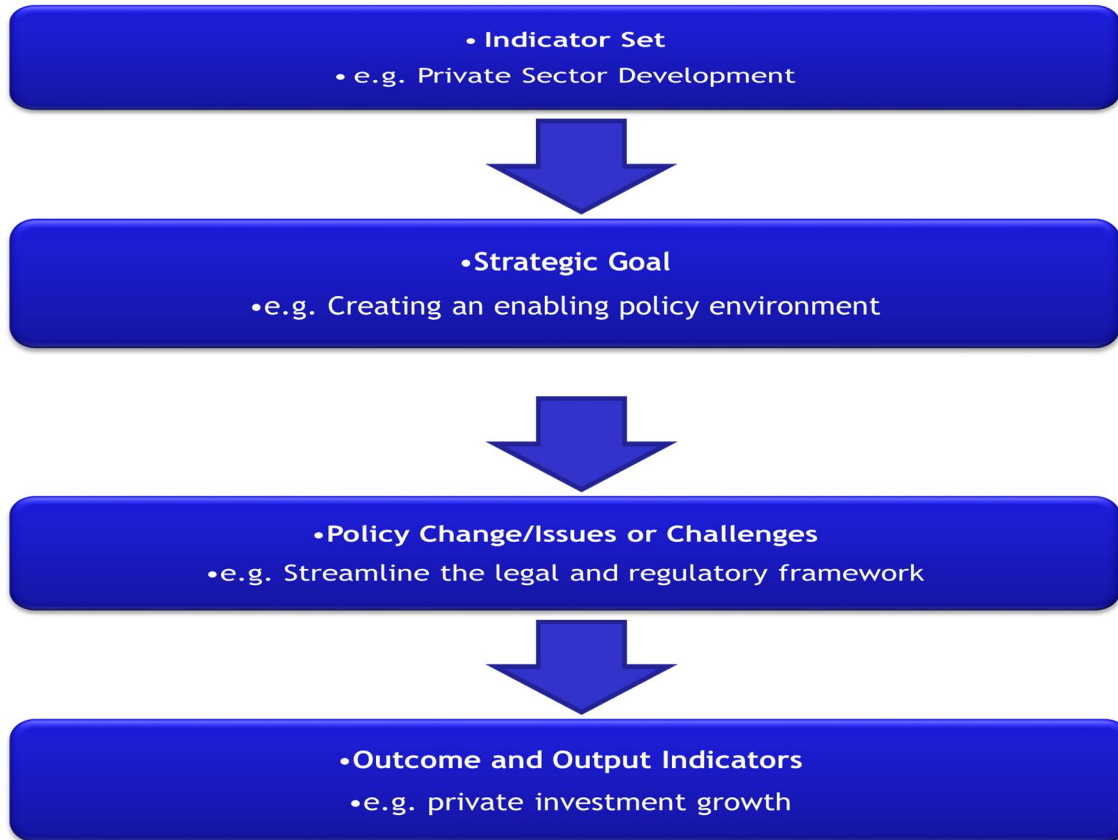 • Indicator Set
• e.g. Private Sector Development
•Strategic Goal
•e.g. Creating an enabling policy environment
•Policy Change/Issues or Challenges
•e.g. Streamline the legal and regulatory framework
•Outcome and Output Indicators
•e.g. private investment growth